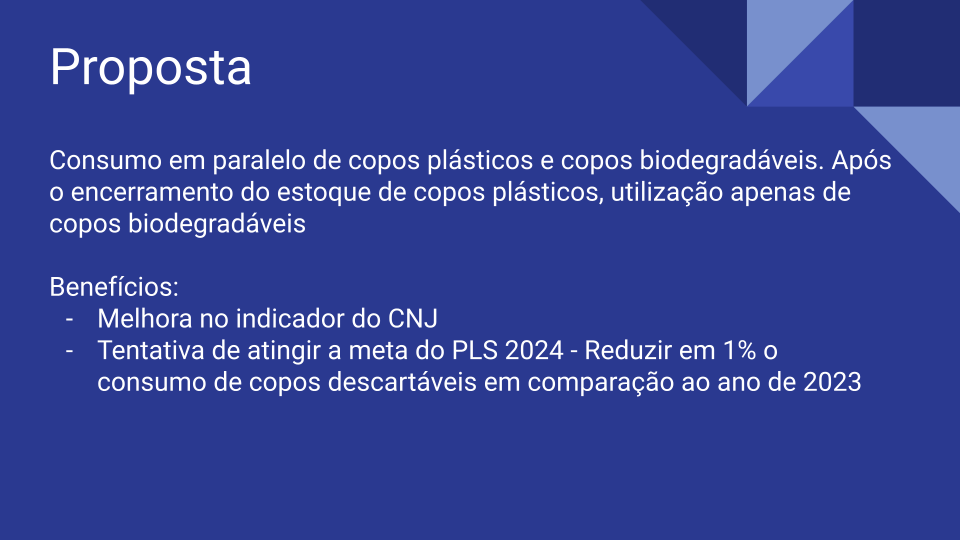 Proposta
Consumo em paralelo de copos plásticos e copos biodegradáveis. Após
o encerramento do estoque de copos plásticos, utilização apenas de
copos biodegradáveis
Benefícios:
- Melhora no indicador do CNJ
- Tentativa de atingir a meta do PLS 2024 - Reduzir em 1% o
consumo de copos descartáveis em comparação ao ano de 2023